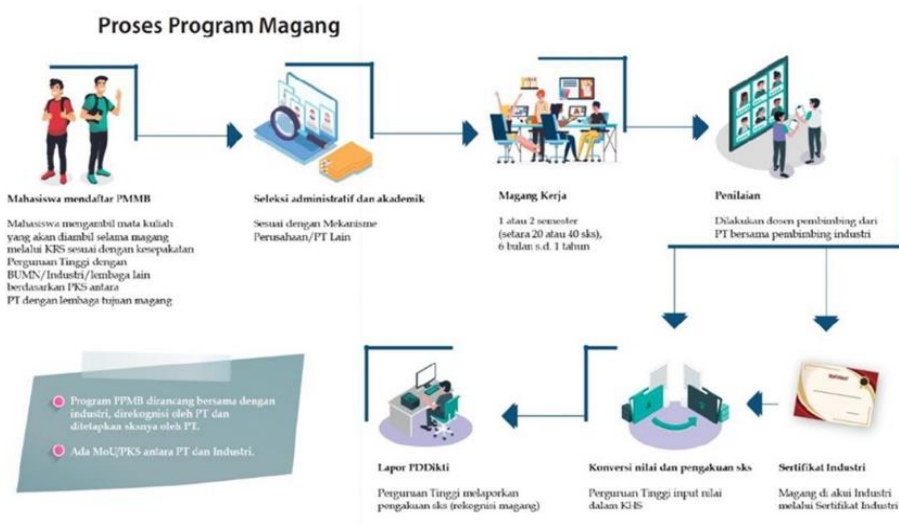 Proses Program Magang
Mahasiswa mendaftar PMMB
Mahasiswa mengambil mata kuliah
yang akan diambil selama magang
melalui KRS sesuai dengan kesepakatan
Perguruan Tinggi dengan
BUMN/Industri/lembaga lain
berdasarkan PKS antara
PT dengan lembaga tujuan magang
Seleksi administratif dan akademik
Sesuai dengan Mekanisme
Perusahaan/PT Lain
Magang Kerja
1 atau 2 semester
(setara 20 atau 40 sks),
6 bulan s.d. 1 tahun
Penilaian
Dilakukan dosen pembimbing dari
PT bersama pembimbing industri
Program PPMB dirancang bersama dengan
industri, direkognisi oleh PT dan
ditetapkan sksnya oleh PT.
Ada MoU/PKS antara PT dan Industri.
Lapor PDDikti
Perguruan Tinggi melaporkan
pengakuan sks (rekognisi magang)
Konversi nilai dan pengakuan sks
Perguruan Tinggi input nilai
dalam KHS
Sertifikat Industri
Magang di akui Industri
melalui Sertifikat Industri